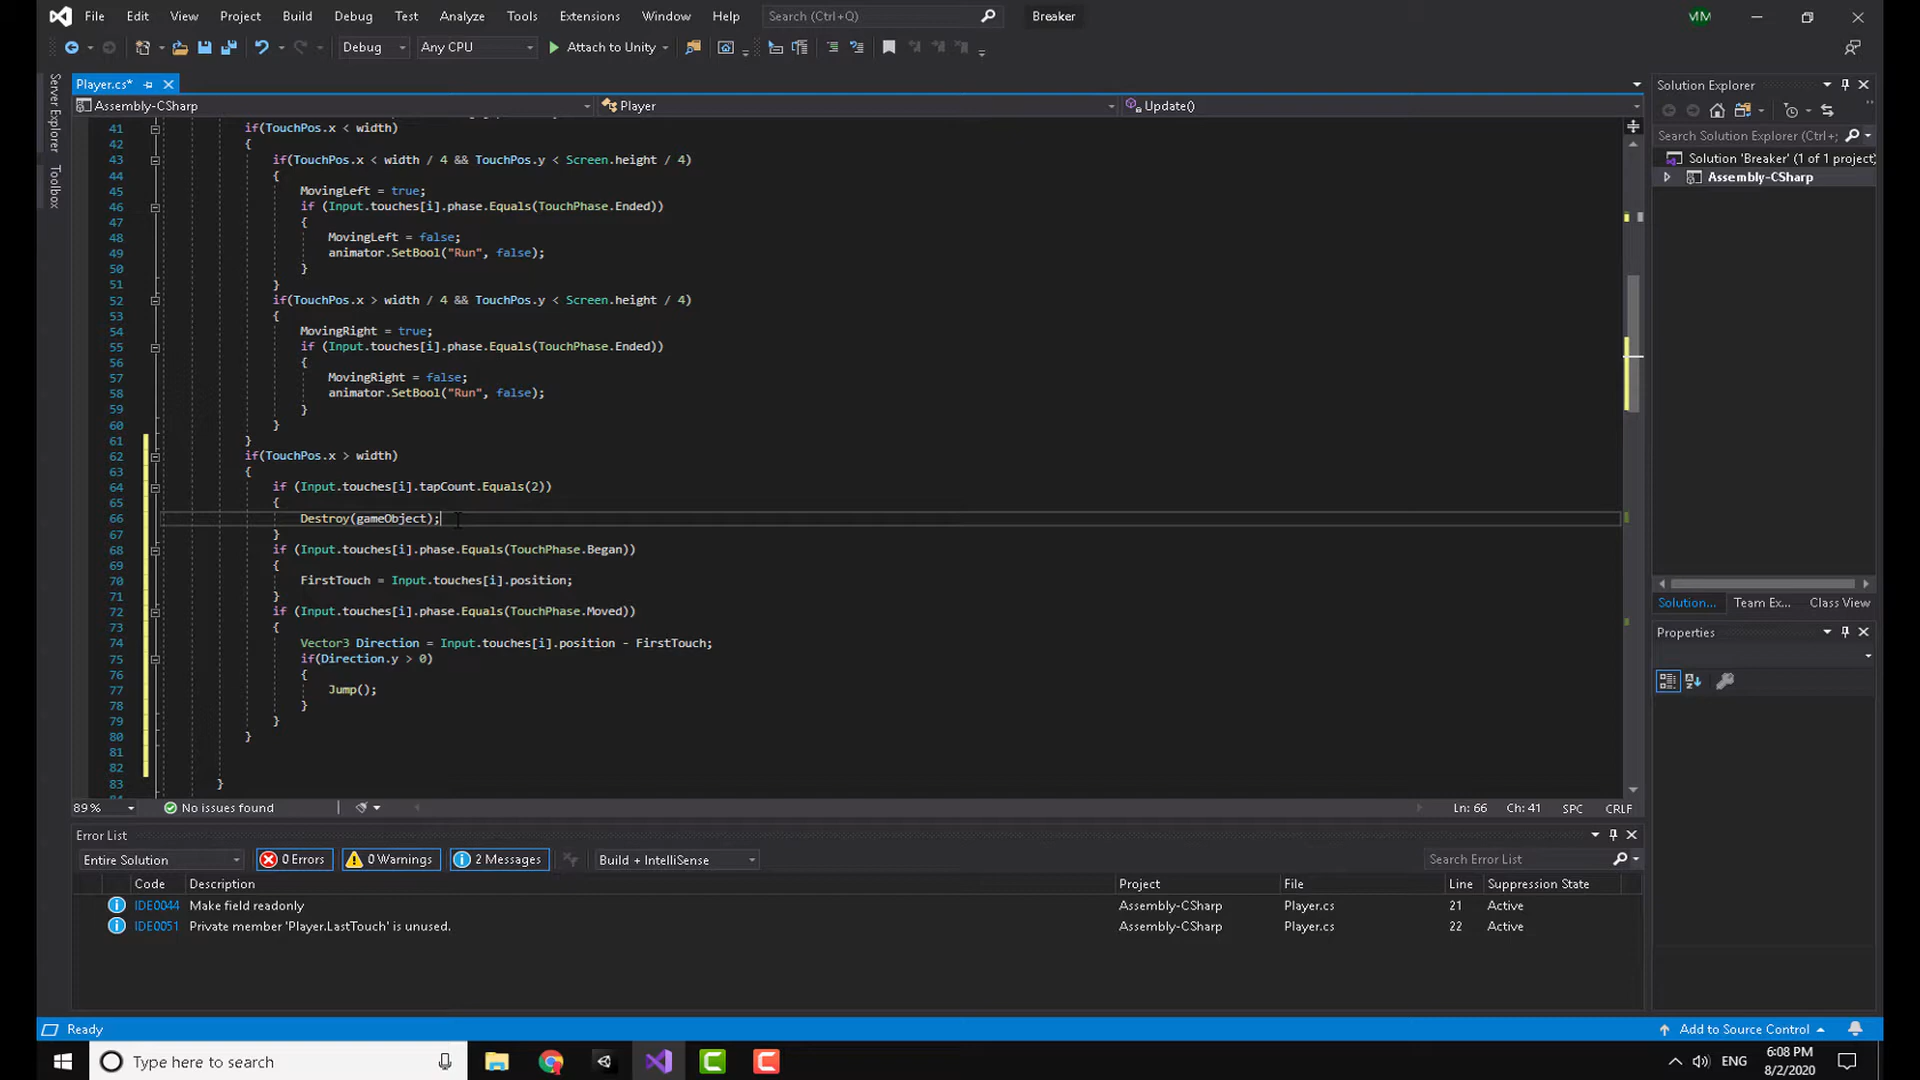 File Edit View Project Build Debug Test Analyze Tools Extensions Window Help Search (Ctrl+Q) Breaker VM
Debug Any CPU Attach to Unity
Server Explorer
Toolbox
Player.cs*
Assembly-CSharp Player Update()
41 if(TouchPos.x < width)
42 {
43 if(TouchPos.x < width / 4 && TouchPos.y < Screen.height / 4)
44 {
45 MovingLeft = true;
46 if (Input.touches[i].phase.Equals(TouchPhase.Ended))
47 {
48 MovingLeft = false;
49 animator.SetBool("Run", false);
50 }
51 }
52 if(TouchPos.x > width / 4 && TouchPos.y < Screen.height / 4)
53 {
54 MovingRight = true;
55 if (Input.touches[i].phase.Equals(TouchPhase.Ended))
56 {
57 MovingRight = false;
58 animator.SetBool("Run", false);
59 }
60 }
61 }
62 if(TouchPos.x > width)
63 {
64 if (Input.touches[i].tapCount.Equals(2))
65 {
66 Destroy(gameObject);
67 }
68 if (Input.touches[i].phase.Equals(TouchPhase.Began))
69 {
70 FirstTouch = Input.touches[i].position;
71 }
72 if (Input.touches[i].phase.Equals(TouchPhase.Moved))
73 {
74 Vector3 Direction = Input.touches[i].position - FirstTouch;
75 if(Direction.y > 0)
76 {
77 Jump();
78 }
79 }
80 }
81
82
83 }
89 % No issues found Ln: 66 Ch: 41 SPC CRLF
Solution Explorer
Search Solution Explorer (Ctrl+;
Solution 'Breaker' (1 of 1 project)
Assembly-CSharp
Solution... Team Ex... Class View
Properties
Error List
Entire Solution 0 Errors 0 Warnings 2 Messages Build + IntelliSense Search Error List
Code Description Project File Line Suppression State
IDE0044 Make field readonly Assembly-CSharp Player.cs 21 Active
IDE0051 Private member 'Player.LastTouch' is unused. Assembly-CSharp Player.cs 22 Active
Ready Add to Source Control
Type here to search ENG 6:08 PM
8/2/2020